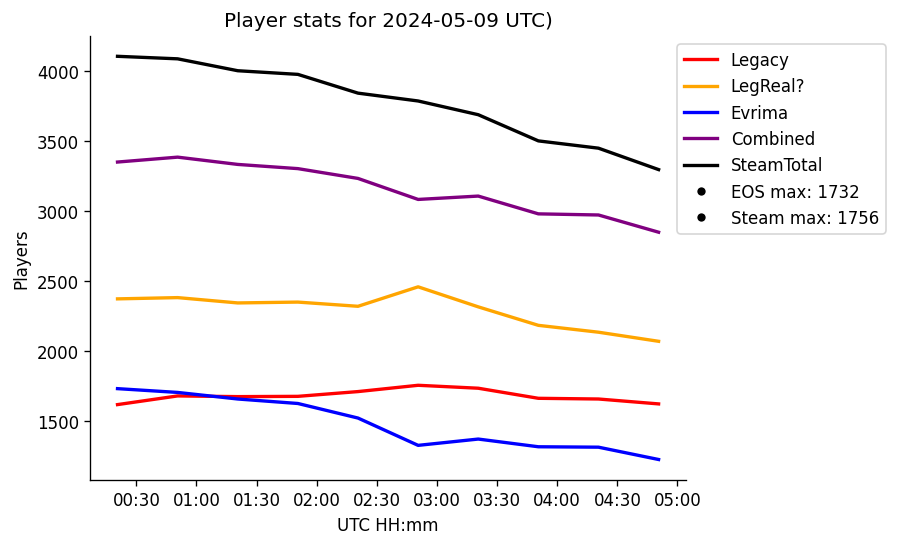 Player stats for 2024-05-09 UTC)
Legacy
LegReal?
Evrima
Combined
SteamTotal
EOS max: 1732
Steam max: 1756
Players
4000
3500
3000
2500
2000
1500
00:30 01:00 01:30 02:00 02:30 03:00 03:30 04:00 04:30 05:00
UTC HH:mm